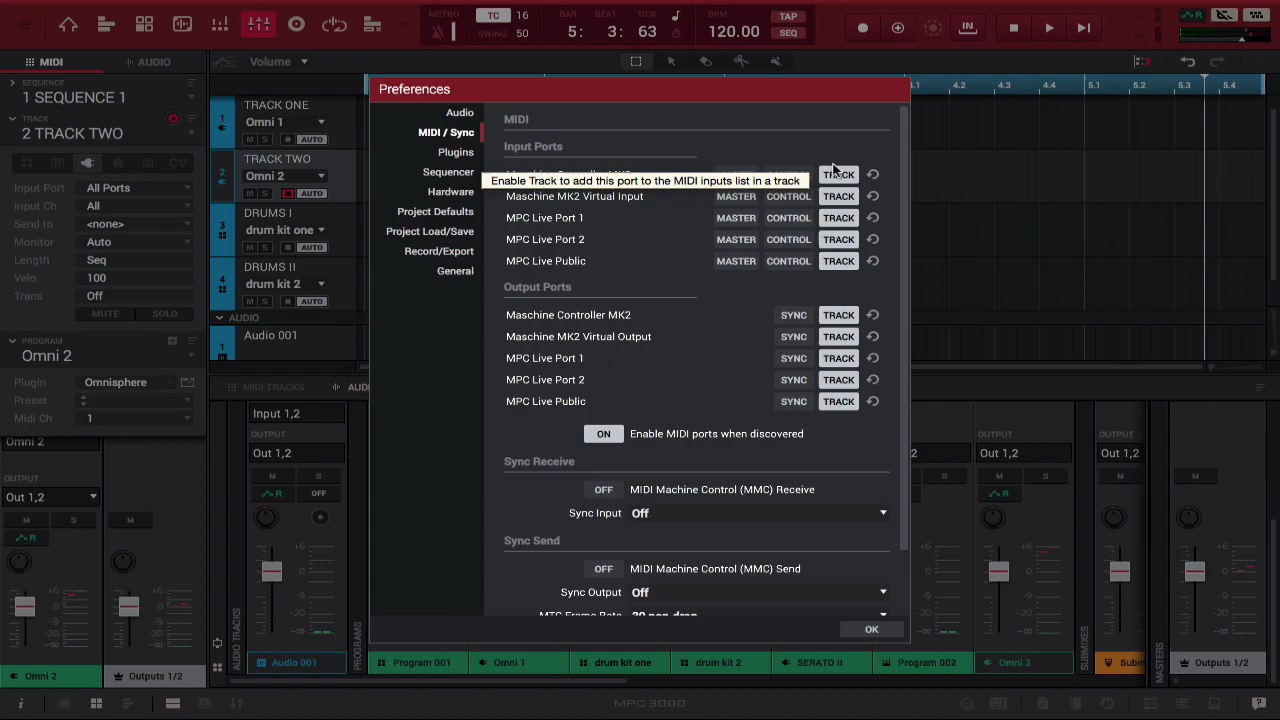 METRO
TC 16
SWING 50
BAR BEAT TICK
5: 3: 63
BPM
120.00
TAP
SEQ
IN
MIDI
AUDIO
SEQUENCE
1 SEQUENCE 1
TRACK
2 TRACK TWO
CV
Input Port All Ports
Input Ch All
Send to <none>
Monitor Auto
Length Seq
Velo 100
Trans Off
MUTE SOLO
PROGRAM
Omni 2
Plugin Omnisphere
Preset
Midi Ch 1
Volume
4.1 4.2 4.3 4.4 5.1 5.2 5.3 5.4
1 TRACK ONE
Omni 1
AUTO
2 TRACK TWO
Omni 2
AUTO
3 DRUMS I
drum kit one
AUTO
4 DRUMS II
drum kit 2
AUTO
AUDIO
1 Audio 001
Preferences
Audio
MIDI / Sync
Plugins
Sequencer
Hardware
Project Defaults
Project Load/Save
Record/Export
General
MIDI
Input Ports
TRACK
Enable Track to add this port to the MIDI inputs list in a track
Maschine MK2 Virtual Input MASTER CONTROL TRACK
MPC Live Port 1 MASTER CONTROL TRACK
MPC Live Port 2 MASTER CONTROL TRACK
MPC Live Public MASTER CONTROL TRACK
Output Ports
Maschine Controller MK2 SYNC TRACK
Maschine MK2 Virtual Output SYNC TRACK
MPC Live Port 1 SYNC TRACK
MPC Live Port 2 SYNC TRACK
MPC Live Public SYNC TRACK
ON Enable MIDI ports when discovered
Sync Receive
OFF MIDI Machine Control (MMC) Receive
Sync Input Off
Sync Send
OFF MIDI Machine Control (MMC) Send
Sync Output Off
MTC Frame Rate 30 non-drop
OK
MIDI TRACKS
Input 1,2
OUTPUT
Out 1,2
M S
R OFF
Omni 2
Out 1,2
M S M
R
AUDIO TRACKS
PROGRAMS
SUBMIXES
MASTERS
OUTPUT
Out 1,2
Omni 2
Outputs 1/2
Audio 001
Program 001
Omni 1
drum kit one
drum kit 2
SERATO II
Program 002
Omni 2
Outputs 1/2
MPC 3000